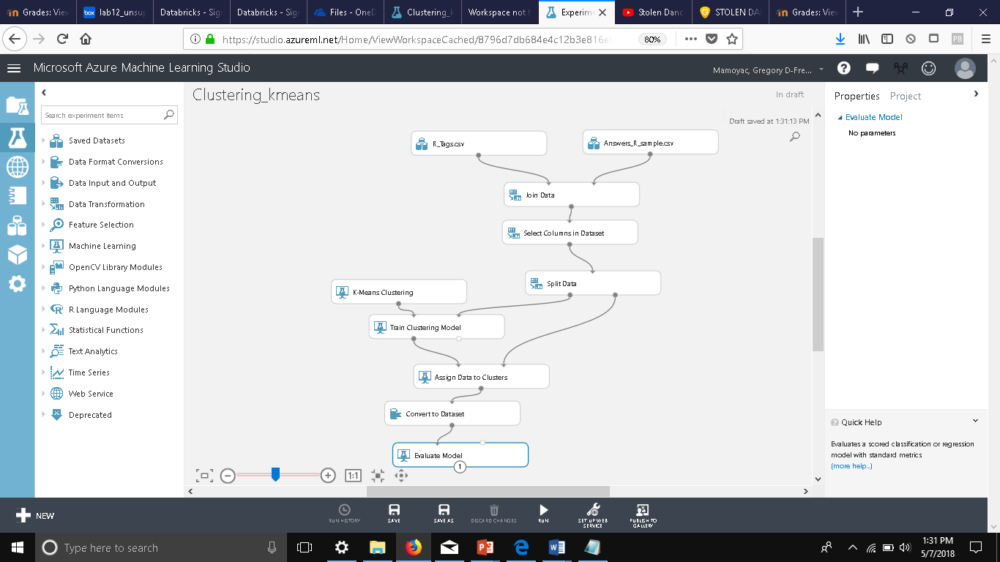 Grades: View
lab12_unsup
Databricks - Sign
Databricks - Sign
Files - OneD
Clustering_k
Workspace not f
Experim
Stolen Danc
STOLEN DA
Grades: View
https://studio.azureml.net/Home/ViewWorkspaceCached/8796d7db684e4c12b3e816e
80%
Microsoft Azure Machine Learning Studio
Mamoyac, Gregory D-Fre...
Clustering_kmeans
In draft
Draft saved at 1:31:13 PM
Search experiment items
Saved Datasets
Data Format Conversions
Data Input and Output
Data Transformation
Feature Selection
Machine Learning
OpenCV Library Modules
Python Language Modules
R Language Modules
Statistical Functions
Text Analytics
Time Series
Web Service
Deprecated
R_Tags.csv
Answers_R_sample.csv
Join Data
Select Columns in Dataset
Split Data
K-Means Clustering
Train Clustering Model
Assign Data to Clusters
Convert to Dataset
Evaluate Model
1
1:1
Properties Project
Evaluate Model
No parameters
Quick Help
Evaluates a scored classification or regression
model with standard metrics
(more help...)
NEW
RUN HISTORY
SAVE
SAVE AS
DISCARD CHANGES
RUN
SET UP WEB
SERVICE
PUBLISH TO
GALLERY
Type here to search
1:31 PM
5/7/2018